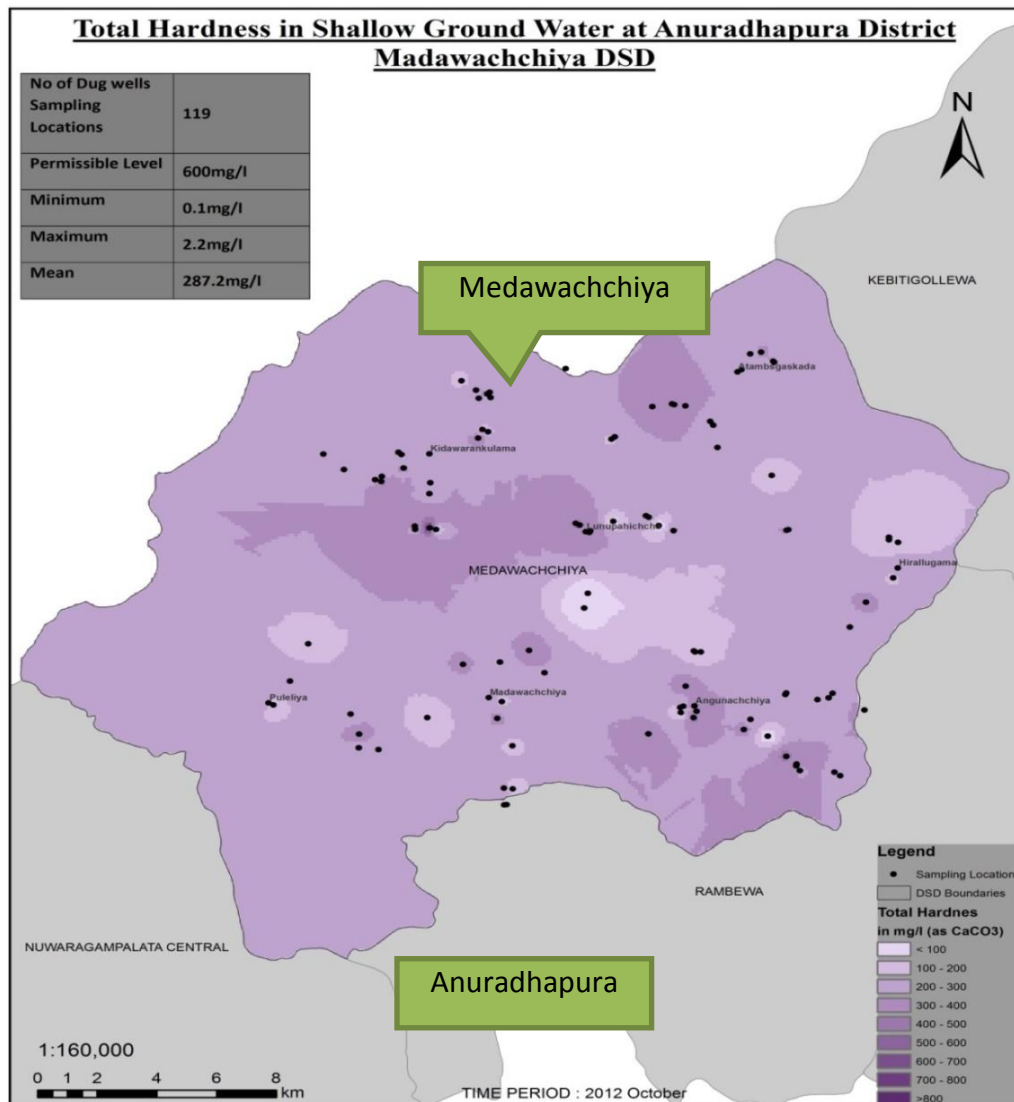 Total Hardness in Shallow Ground Water at Anuradhapura District
Madawachchiya DSD
No of Dug wells
Sampling
Locations
119
Permissible Level
600mg/l
Minimum
0.1mg/l
Maximum
2.2mg/l
Mean
287.2mg/l
N
Medawachchiya
KEBITIGOLLEWA
Atambsgaskada
Kidawarankulama
Lunupahichch
MEDAWACHCHIYA
Hirallugama
Puleliya
Madawachchiya
Angunachchiya
RAMBEWA
NUWARAGAMPALATA CENTRAL
Anuradhapura
Legend
Sampling Location
DSD Boundaries
Total Hardnes
in mg/l (as CaCO3)
< 100
100 - 200
200 - 300
300 - 400
400 - 500
500 - 600
600 - 700
700 - 800
>800
1:160,000
0 1 2 4 6 8
km
TIME PERIOD : 2012 October